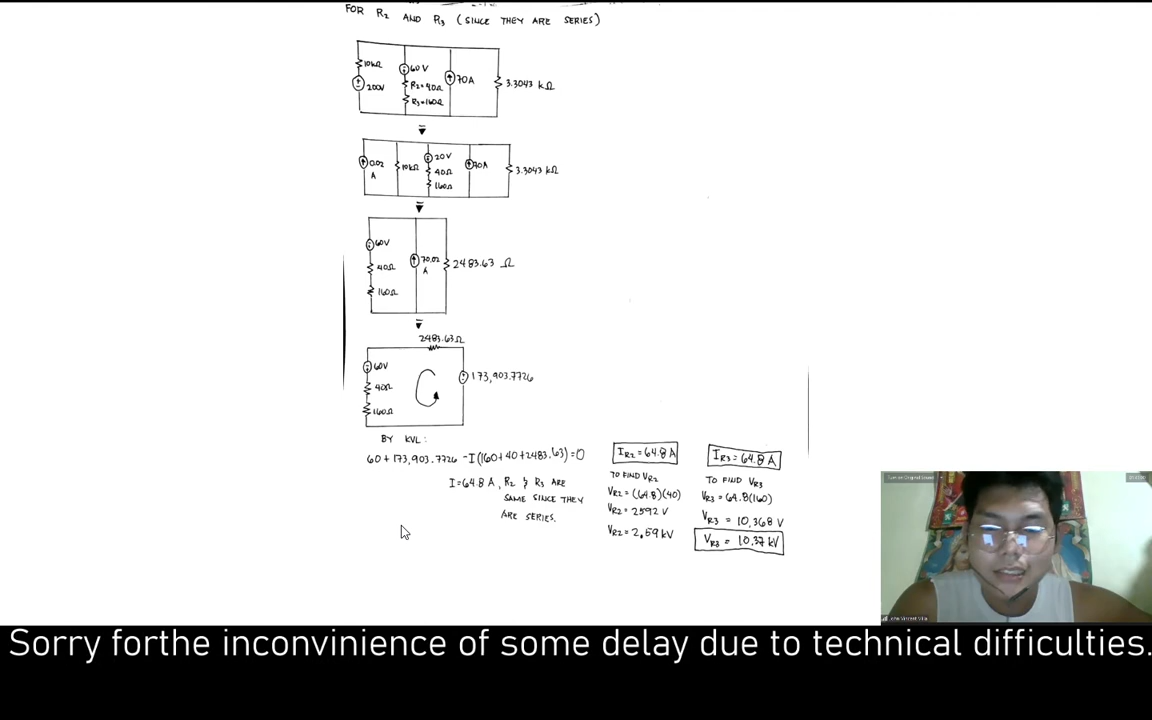 FOR R2 AND R3 (SINCE THEY ARE SERIES)
10kΩ
60V
200V
R2=40Ω
R3=160Ω
70A
3.3043 kΩ
0.02
A
10kΩ
20V
40Ω
160Ω
70A
3.3043 kΩ
60V
40Ω
160Ω
70.02
A
2483.63 Ω
2483.63Ω
60V
40Ω
160Ω
173,903.7726
BY KVL:
60+173,903.7726 -I(160+40+2483.63)=0
I=64.8 A, R2 & R3 ARE
SAME SINCE THEY
ARE SERIES.
IR2=64.8 A
TO FIND VR2
VR2=(64.8)(40)
VR2=2592 V
VR2=2.59 kV
IR3=64.8 A
TO FIND VR3
VR3=64.8(160)
VR3 = 10,368 V
VR3 = 10.37 kV
Turn on Original Sound
Sorry forthe inconvinience of some delay due to technical difficulties.